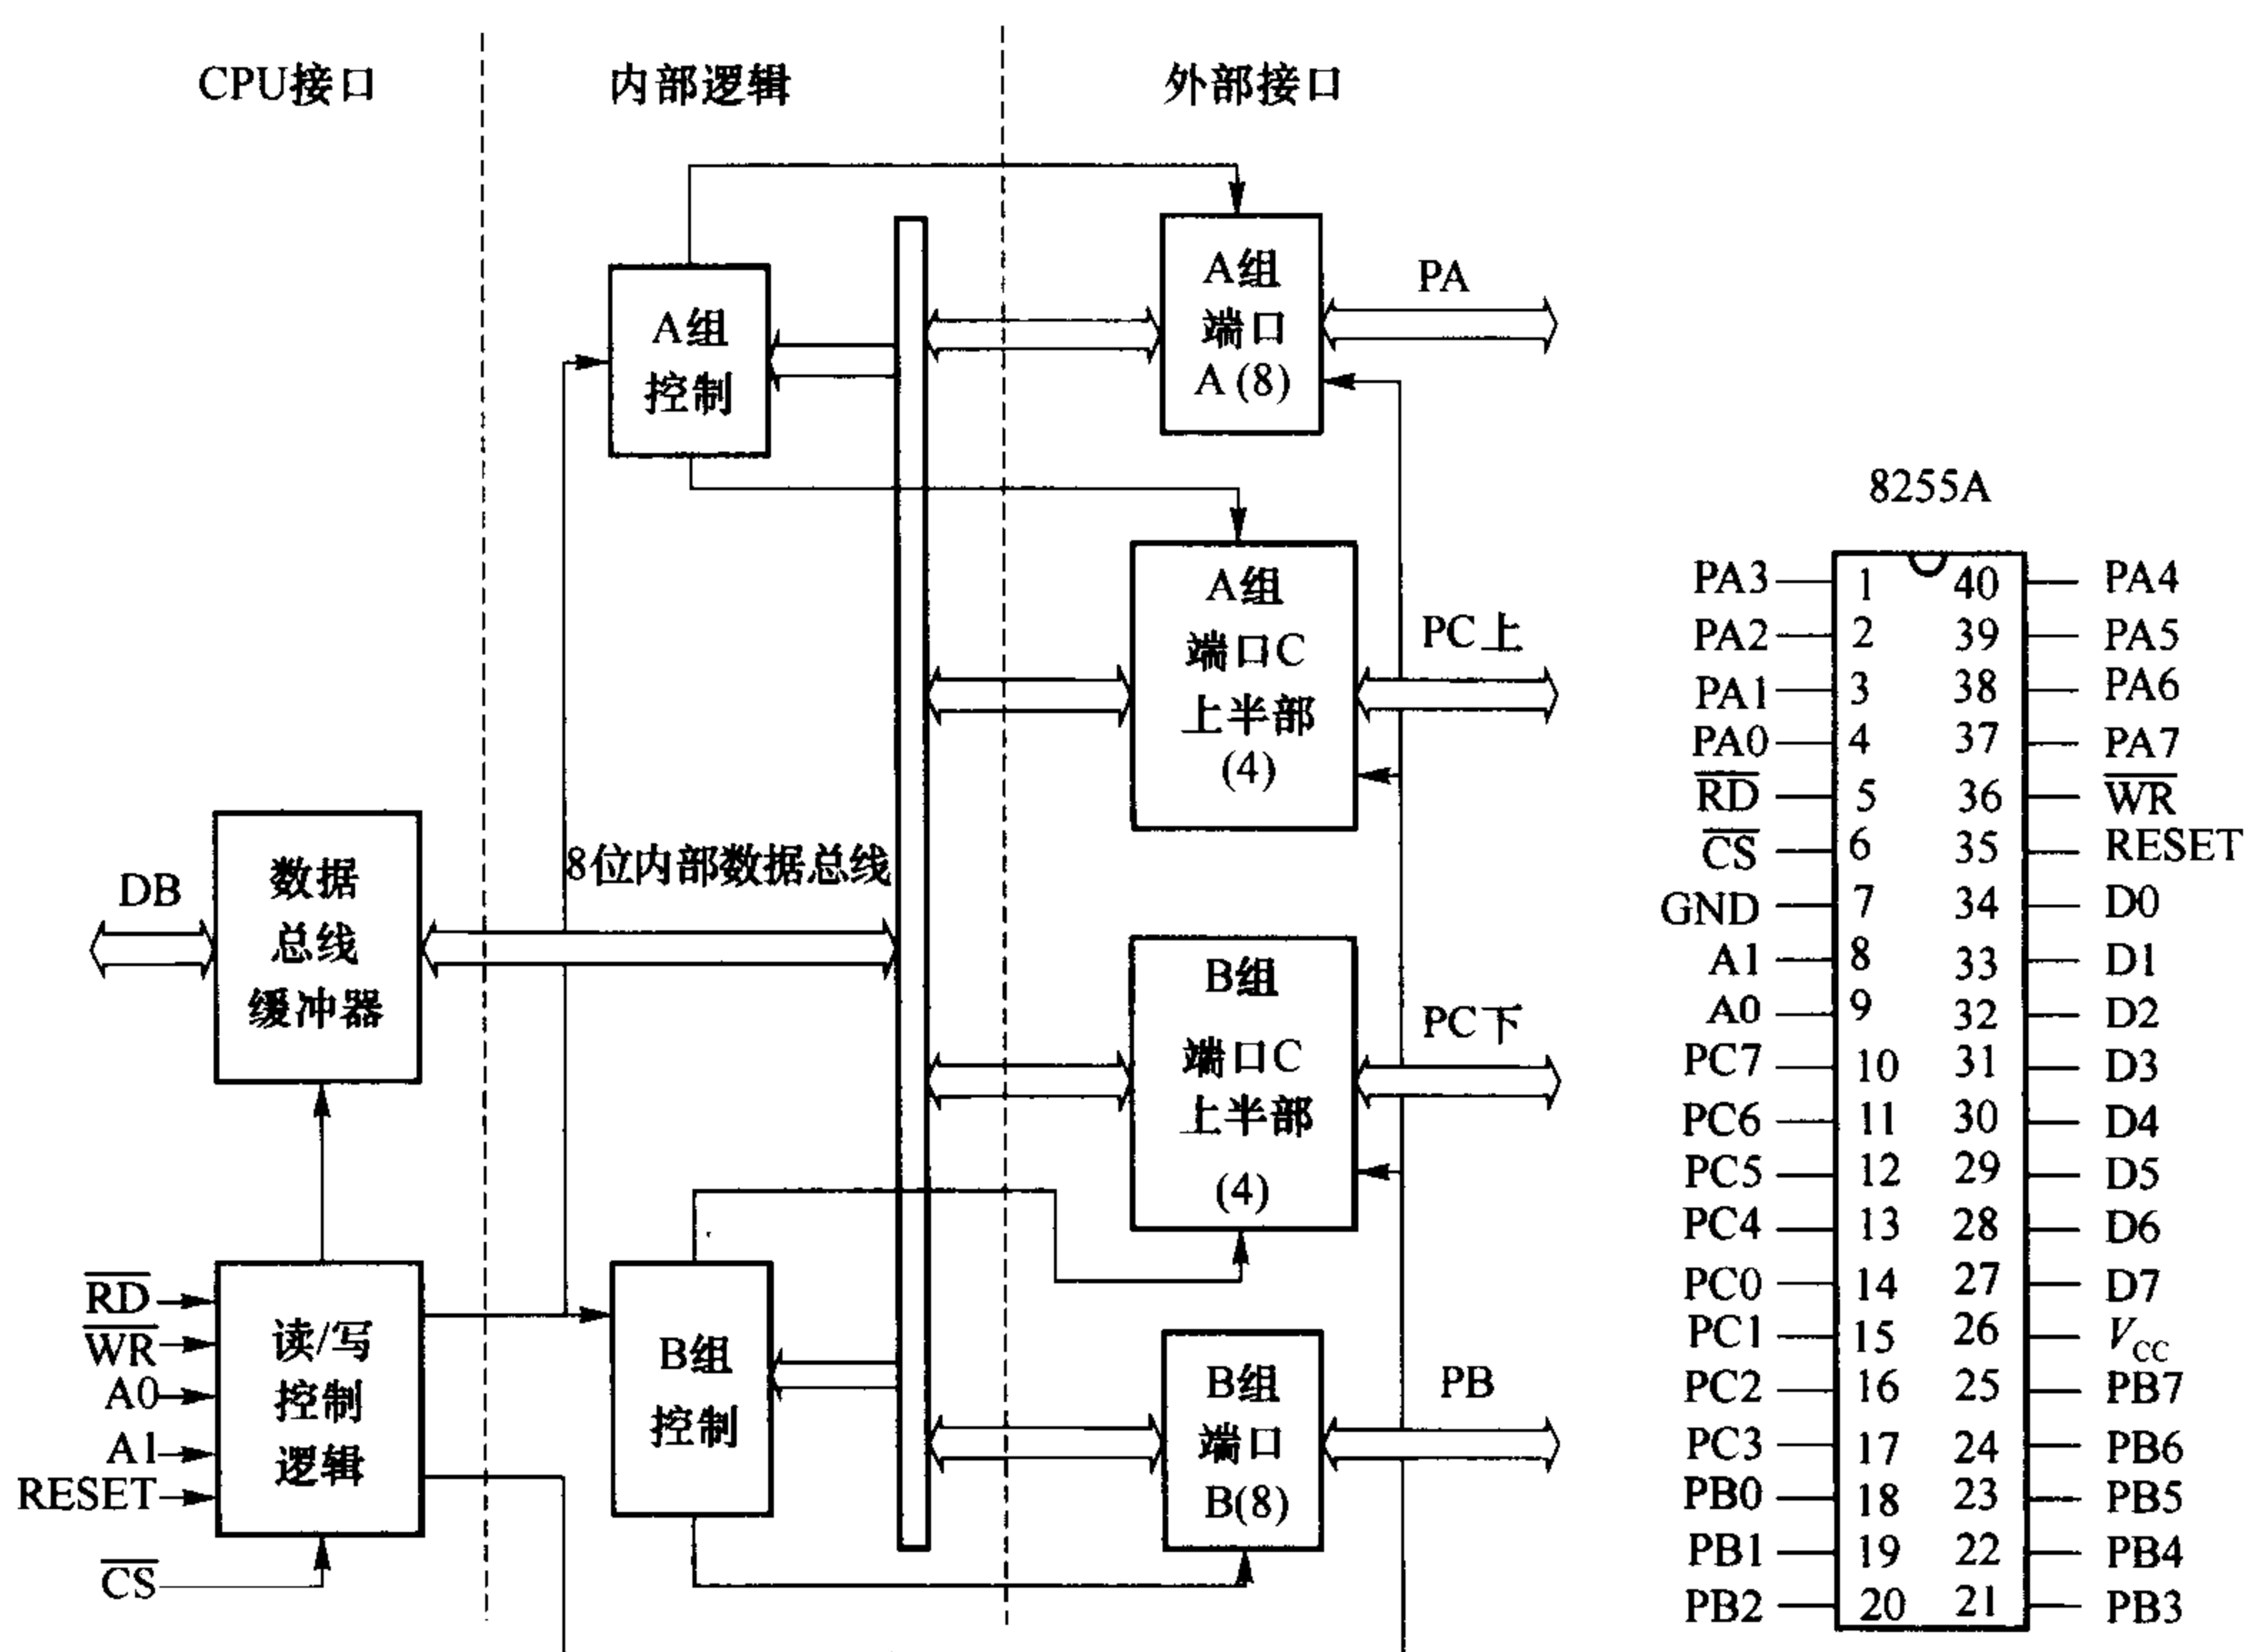 CPU接口
内部逻辑
外部接口
A组
控制
A组
端口
A (8)
PA
A组
端口C
上半部
(4)
PC上
8位内部数据总线
DB
数据
总线
缓冲器
B组
端口C
上半部
(4)
PC下
RD
WR
A0
A1
RESET
CS
读/写
控制
逻辑
B组
控制
B组
端口
B(8)
PB
8255A
PA3 1 40 PA4
PA2 2 39 PA5
PA1 3 38 PA6
PA0 4 37 PA7
RD 5 36 WR
CS 6 35 RESET
GND 7 34 D0
A1 8 33 D1
A0 9 32 D2
PC7 10 31 D3
PC6 11 30 D4
PC5 12 29 D5
PC4 13 28 D6
PC0 14 27 D7
PC1 15 26 VCC
PC2 16 25 PB7
PC3 17 24 PB6
PB0 18 23 PB5
PB1 19 22 PB4
PB2 20 21 PB3